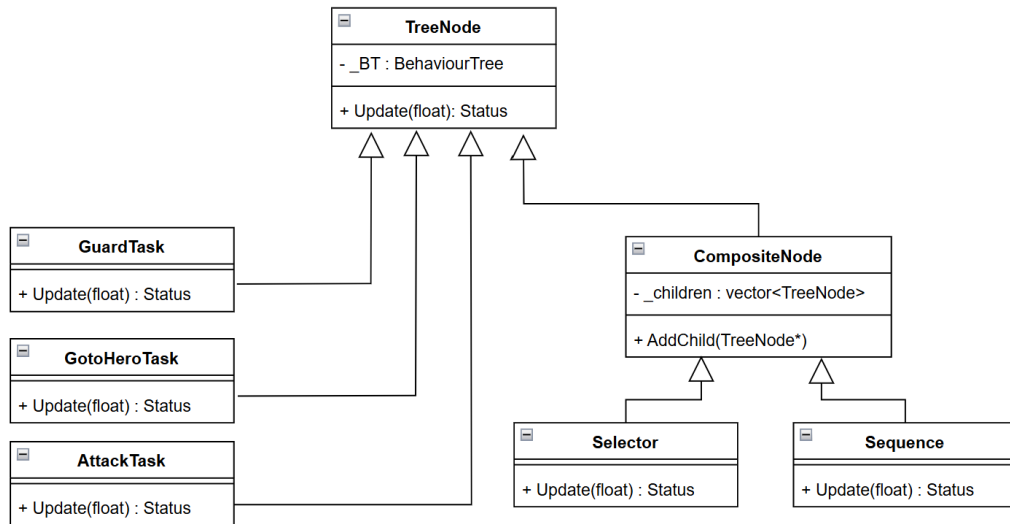 TreeNode
- _BT : BehaviourTree
+ Update(float): Status
GuardTask
+ Update(float) : Status
GotoHeroTask
+ Update(float) : Status
AttackTask
+ Update(float) : Status
CompositeNode
- _children : vector<TreeNode>
+ AddChild(TreeNode*)
Selector
+ Update(float) : Status
Sequence
+ Update(float) : Status